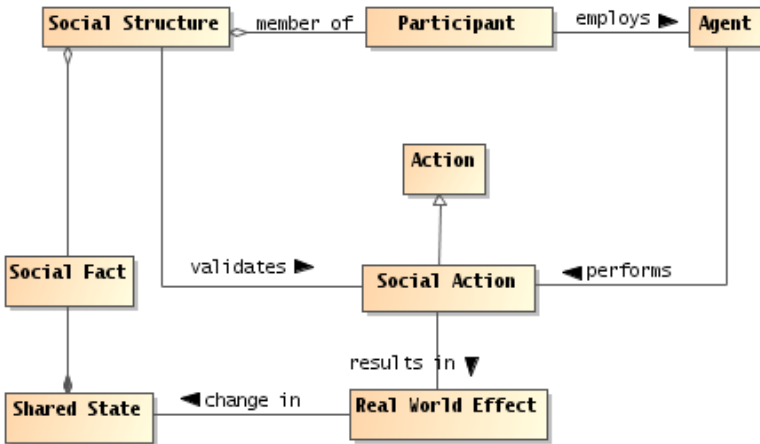 Social Structure
member of
Participant
employs
Agent
Action
Social Fact
validates
Social Action
performs
results in
Shared State
change in
Real World Effect